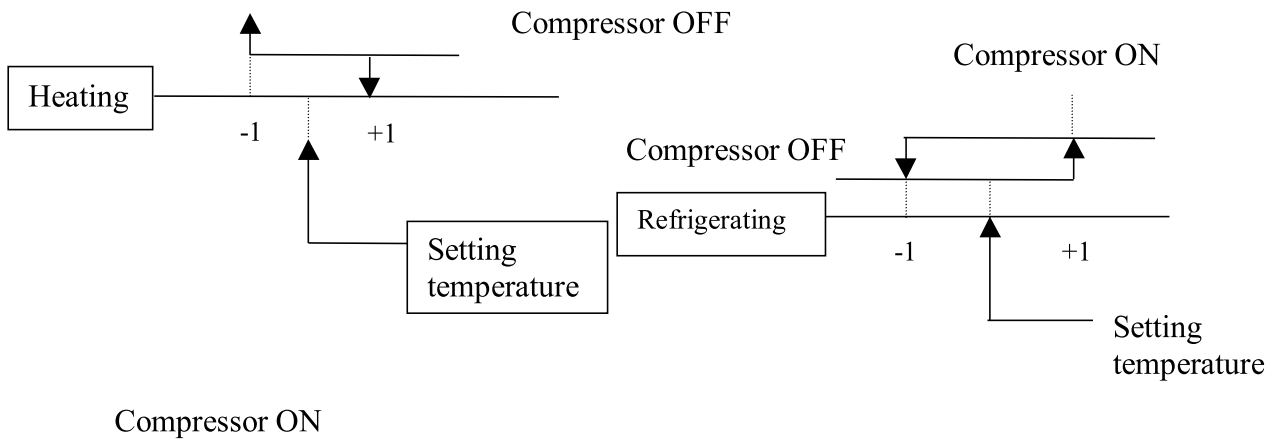 Compressor OFF
Heating
-1
+1
Setting
temperature
Compressor ON
Compressor ON
Compressor OFF
Refrigerating
-1
+1
Setting
temperature